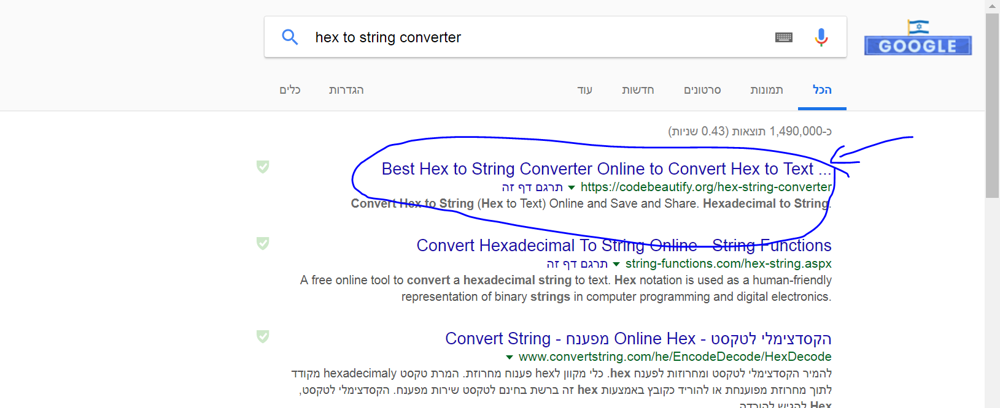 hex to string converter
GOOGLE
הכל תמונות סרטונים חדשות עוד הגדרות כלים
כ-1,490,000 תוצאות (0.43 שניות)
Best Hex to String Converter Online to Convert Hex to Text ...
https://codebeautify.org/hex-string-converter ▼ תרגם דף זה
Convert Hex to String (Hex to Text) Online and Save and Share. Hexadecimal to String.
Convert Hexadecimal To String Online - String Functions
string-functions.com/hex-string.aspx ▼ תרגם דף זה
A free online tool to convert a hexadecimal string to text. Hex notation is used as a human-friendly
representation of binary strings in computer programming and digital electronics.
הקסדצימלי לטקסט - Online Hex מפענח - Convert String
www.convertstring.com/he/EncodeDecode/HexDecode ▼
להמיר הקסדצימלי לטקסט ומחרוזות לפענח hex. כלי מקוון לhex פענוח מחרוזת. המרת טקסט hexadecimaly מקודד
לתוך מחרוזת מפוענחת או להוריד כקובץ באמצעות hex זה ברשת בחינם לטקסט שירות מפענח. הקסדצימלי לטקסט,
Hex להגיש להורדה